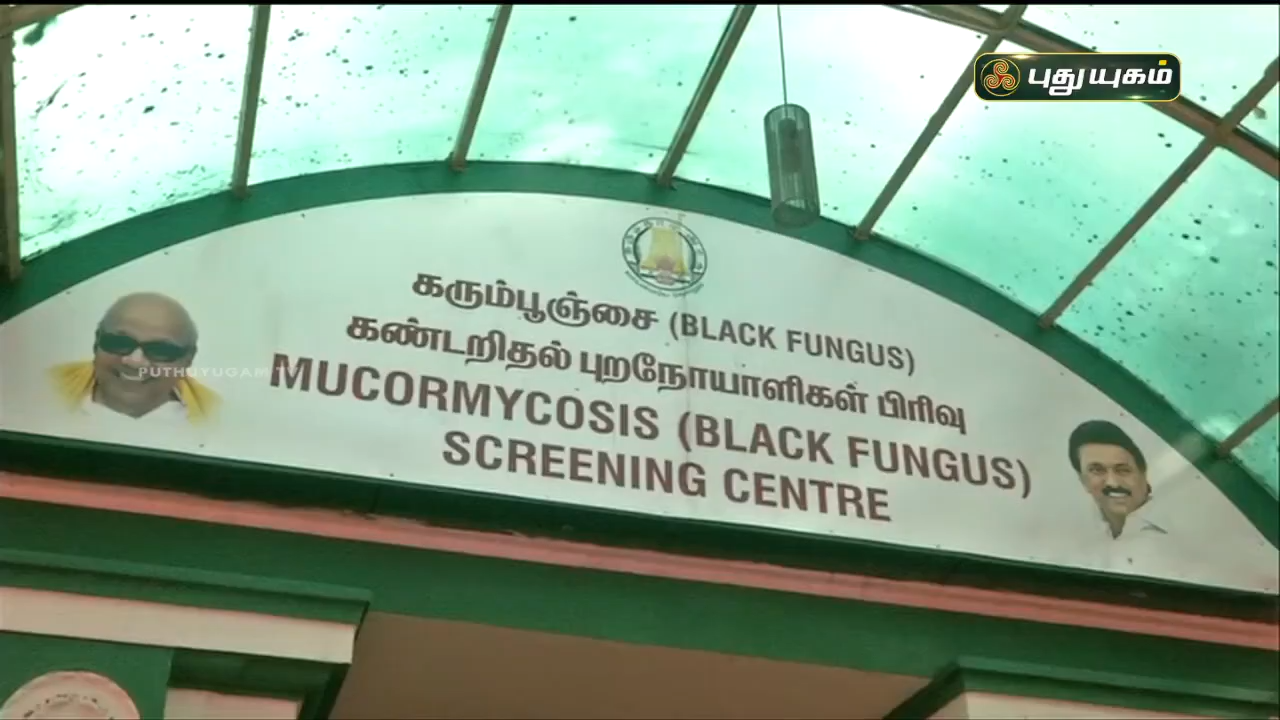 புதுயுகம்
கரும்பூஞ்சை (BLACK FUNGUS)
கண்டறிதல் புறநோயாளிகள் பிரிவு
PUTHUYUGAM TV
MUCORMYCOSIS (BLACK FUNGUS)
SCREENING CENTRE